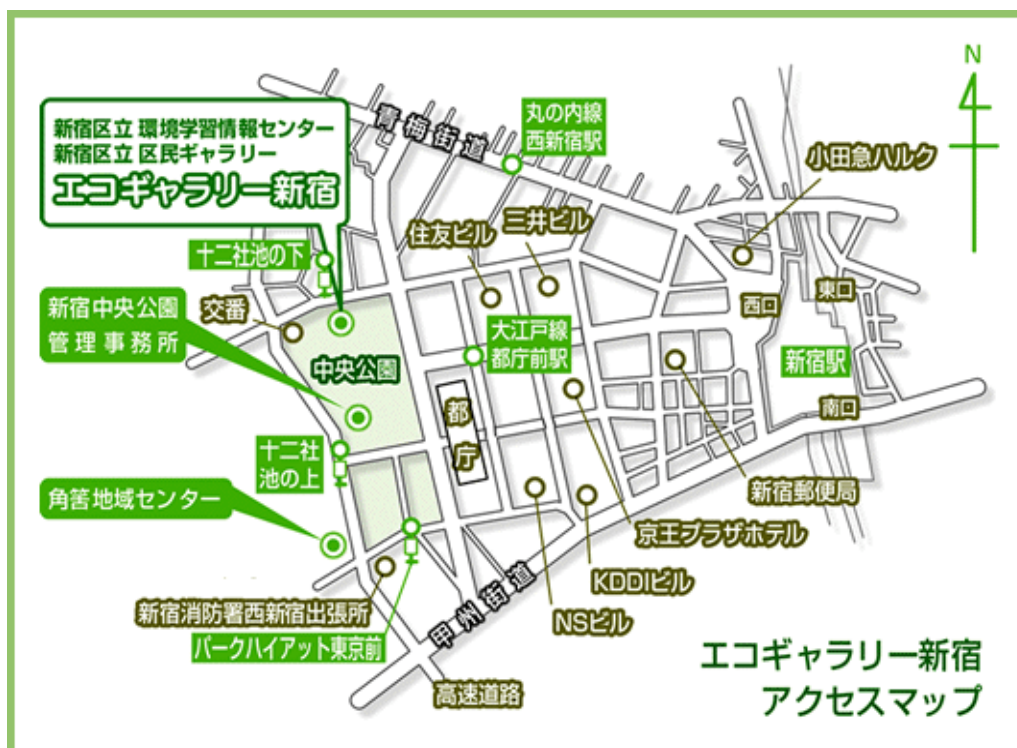 N
青梅街道
丸の内線
西新宿駅
新宿区立 環境学習情報センター
新宿区立 区民ギャラリー
エコギャラリー新宿
小田急ハルク
三井ビル
住友ビル
十二社池の下
新宿中央公園
管理事務所
交番
西口
東口
大江戸線
都庁前駅
新宿駅
中央公園
都庁
南口
十二社
池の上
新宿郵便局
角筈地域センター
京王プラザホテル
KDDIビル
NSビル
新宿消防署西新宿出張所
パークハイアット東京前
甲州街道
高速道路
エコギャラリー新宿
アクセスマップ